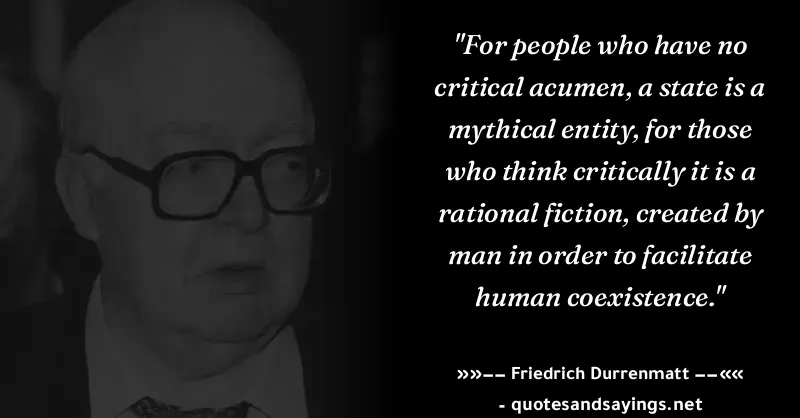 "For people who have no
critical acumen, a state is a
mythical entity, for those
who think critically it is a
rational fiction, created by
man in order to facilitate
human coexistence."
»»–– Friedrich Durrenmatt ––««
- quotesandsayings.net